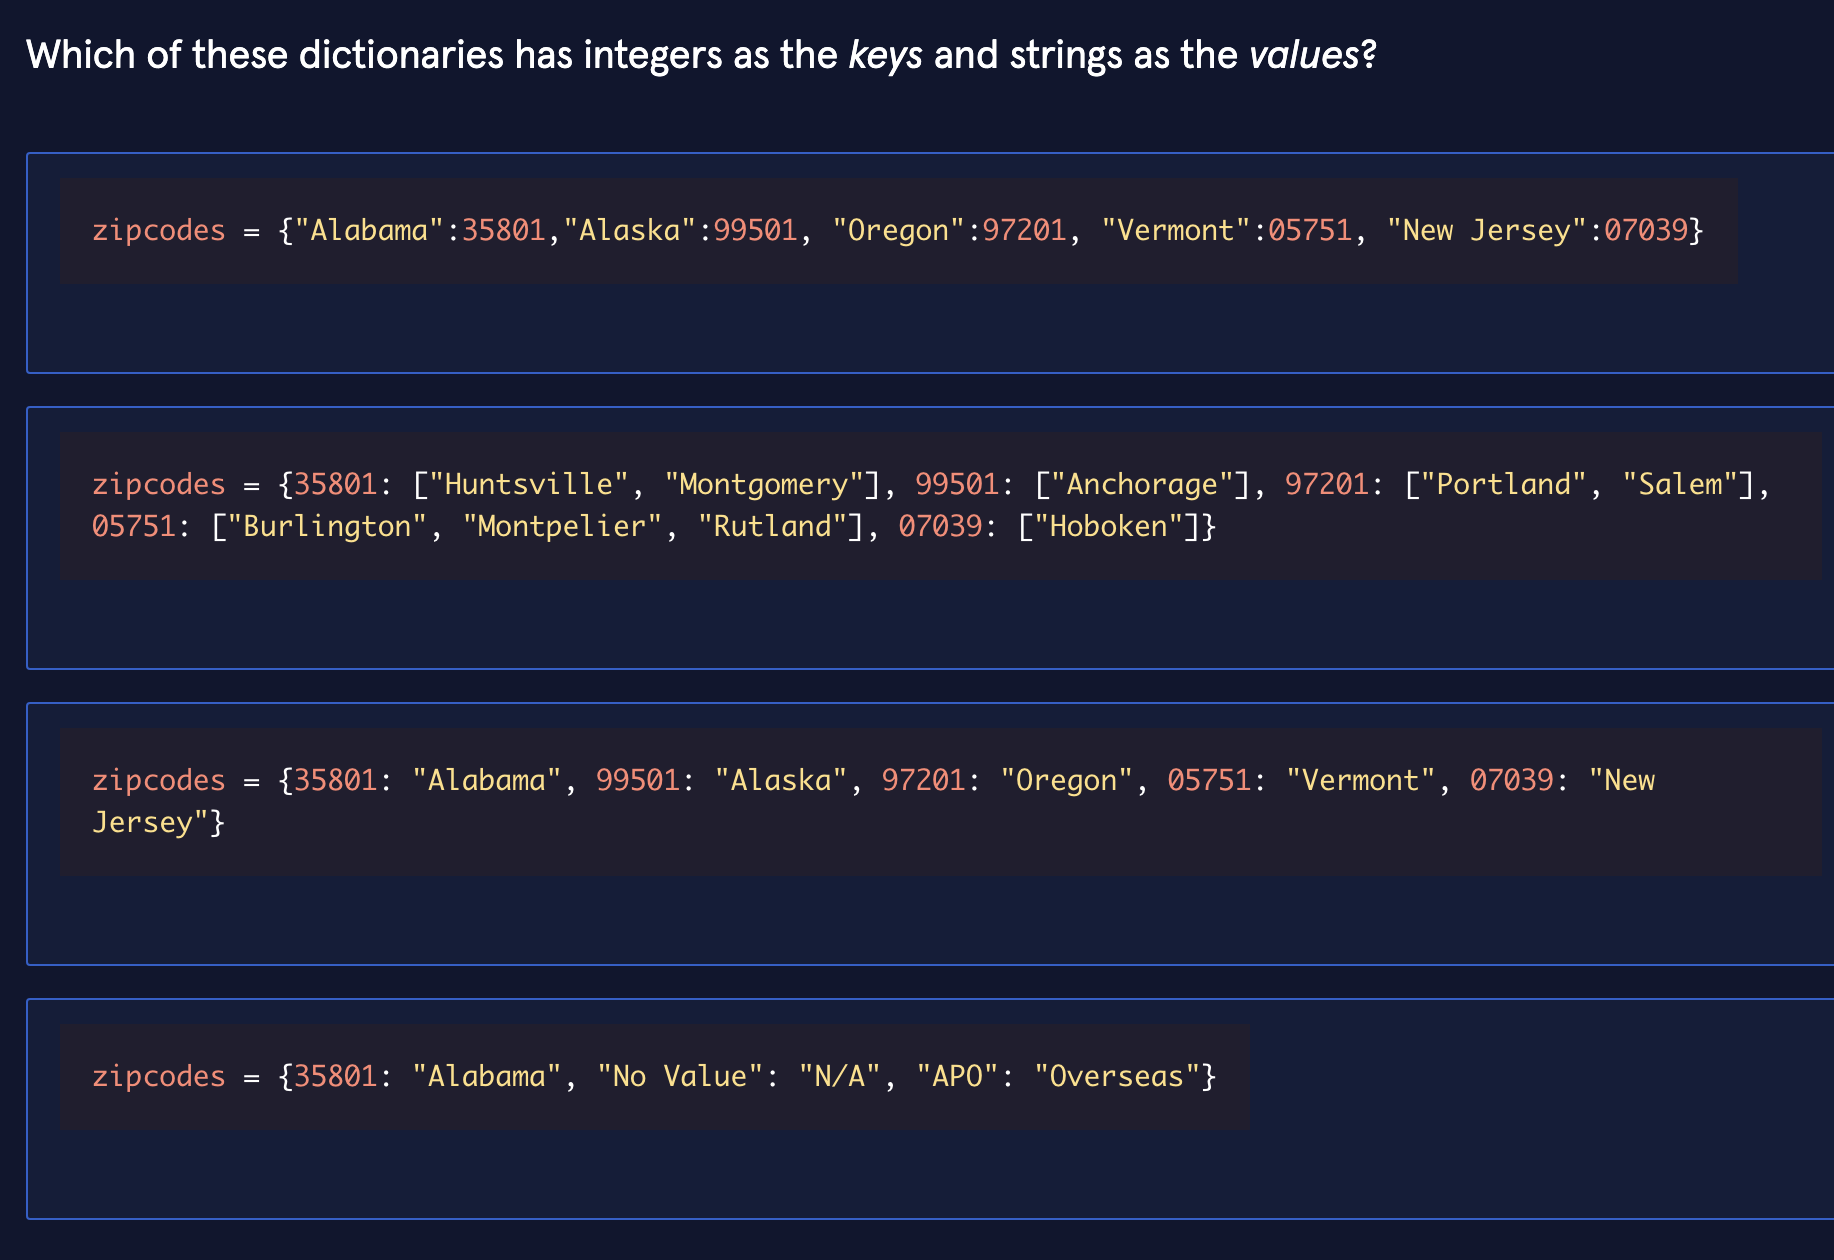 Which of these dictionaries has integers as the keys and strings as the values?
zipcodes = {"Alabama":35801,"Alaska":99501, "Oregon":97201, "Vermont":05751, "New Jersey":07039}
zipcodes = {35801: ["Huntsville", "Montgomery"], 99501: ["Anchorage"], 97201: ["Portland", "Salem"],
05751: ["Burlington", "Montpelier", "Rutland"], 07039: ["Hoboken"]}
zipcodes = {35801: "Alabama", 99501: "Alaska", 97201: "Oregon", 05751: "Vermont", 07039: "New
Jersey"}
zipcodes = {35801: "Alabama", "No Value": "N/A", "APO": "Overseas"}